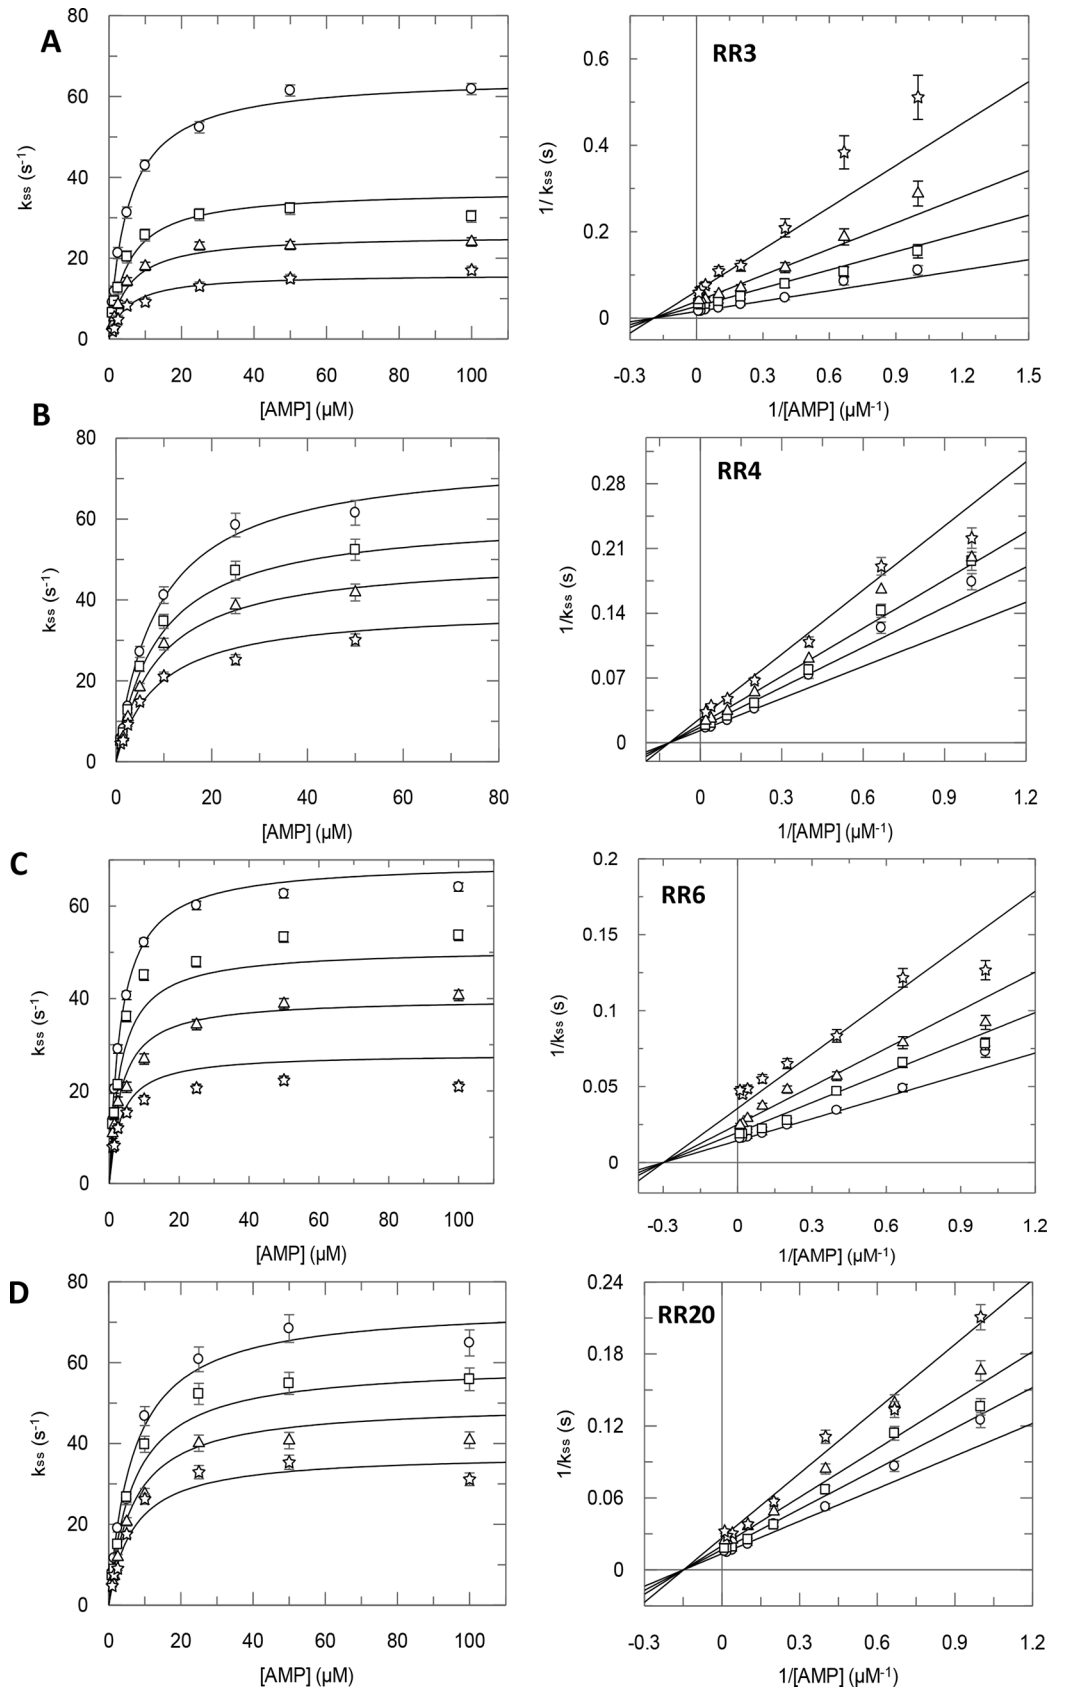 A
80
60
40
20
0
kss (s-1)
0 20 40 60 80 100
[AMP] (µM)
RR3
0.6
0.4
0.2
0
1/ kss (s)
-0.3 0 0.3 0.6 0.9 1.2 1.5
1/[AMP] (µM-1)
B
80
60
40
20
0
kss (s-1)
0 20 40 60 80
[AMP] (µM)
RR4
0.28
0.21
0.14
0.07
0
1/kss (s)
0 0.3 0.6 0.9 1.2
1/[AMP] (µM-1)
C
60
40
20
0
kss (s-1)
0 20 40 60 80 100
[AMP] (µM)
RR6
0.2
0.15
0.1
0.05
0
1/kss (s)
-0.3 0 0.3 0.6 0.9 1.2
1/[AMP] (µM-1)
D
80
60
40
20
0
kss (s-1)
0 20 40 60 80 100
[AMP] (µM)
RR20
0.24
0.18
0.12
0.06
0
1/kss (s)
-0.3 0 0.3 0.6 0.9 1.2
1/[AMP] (µM-1)